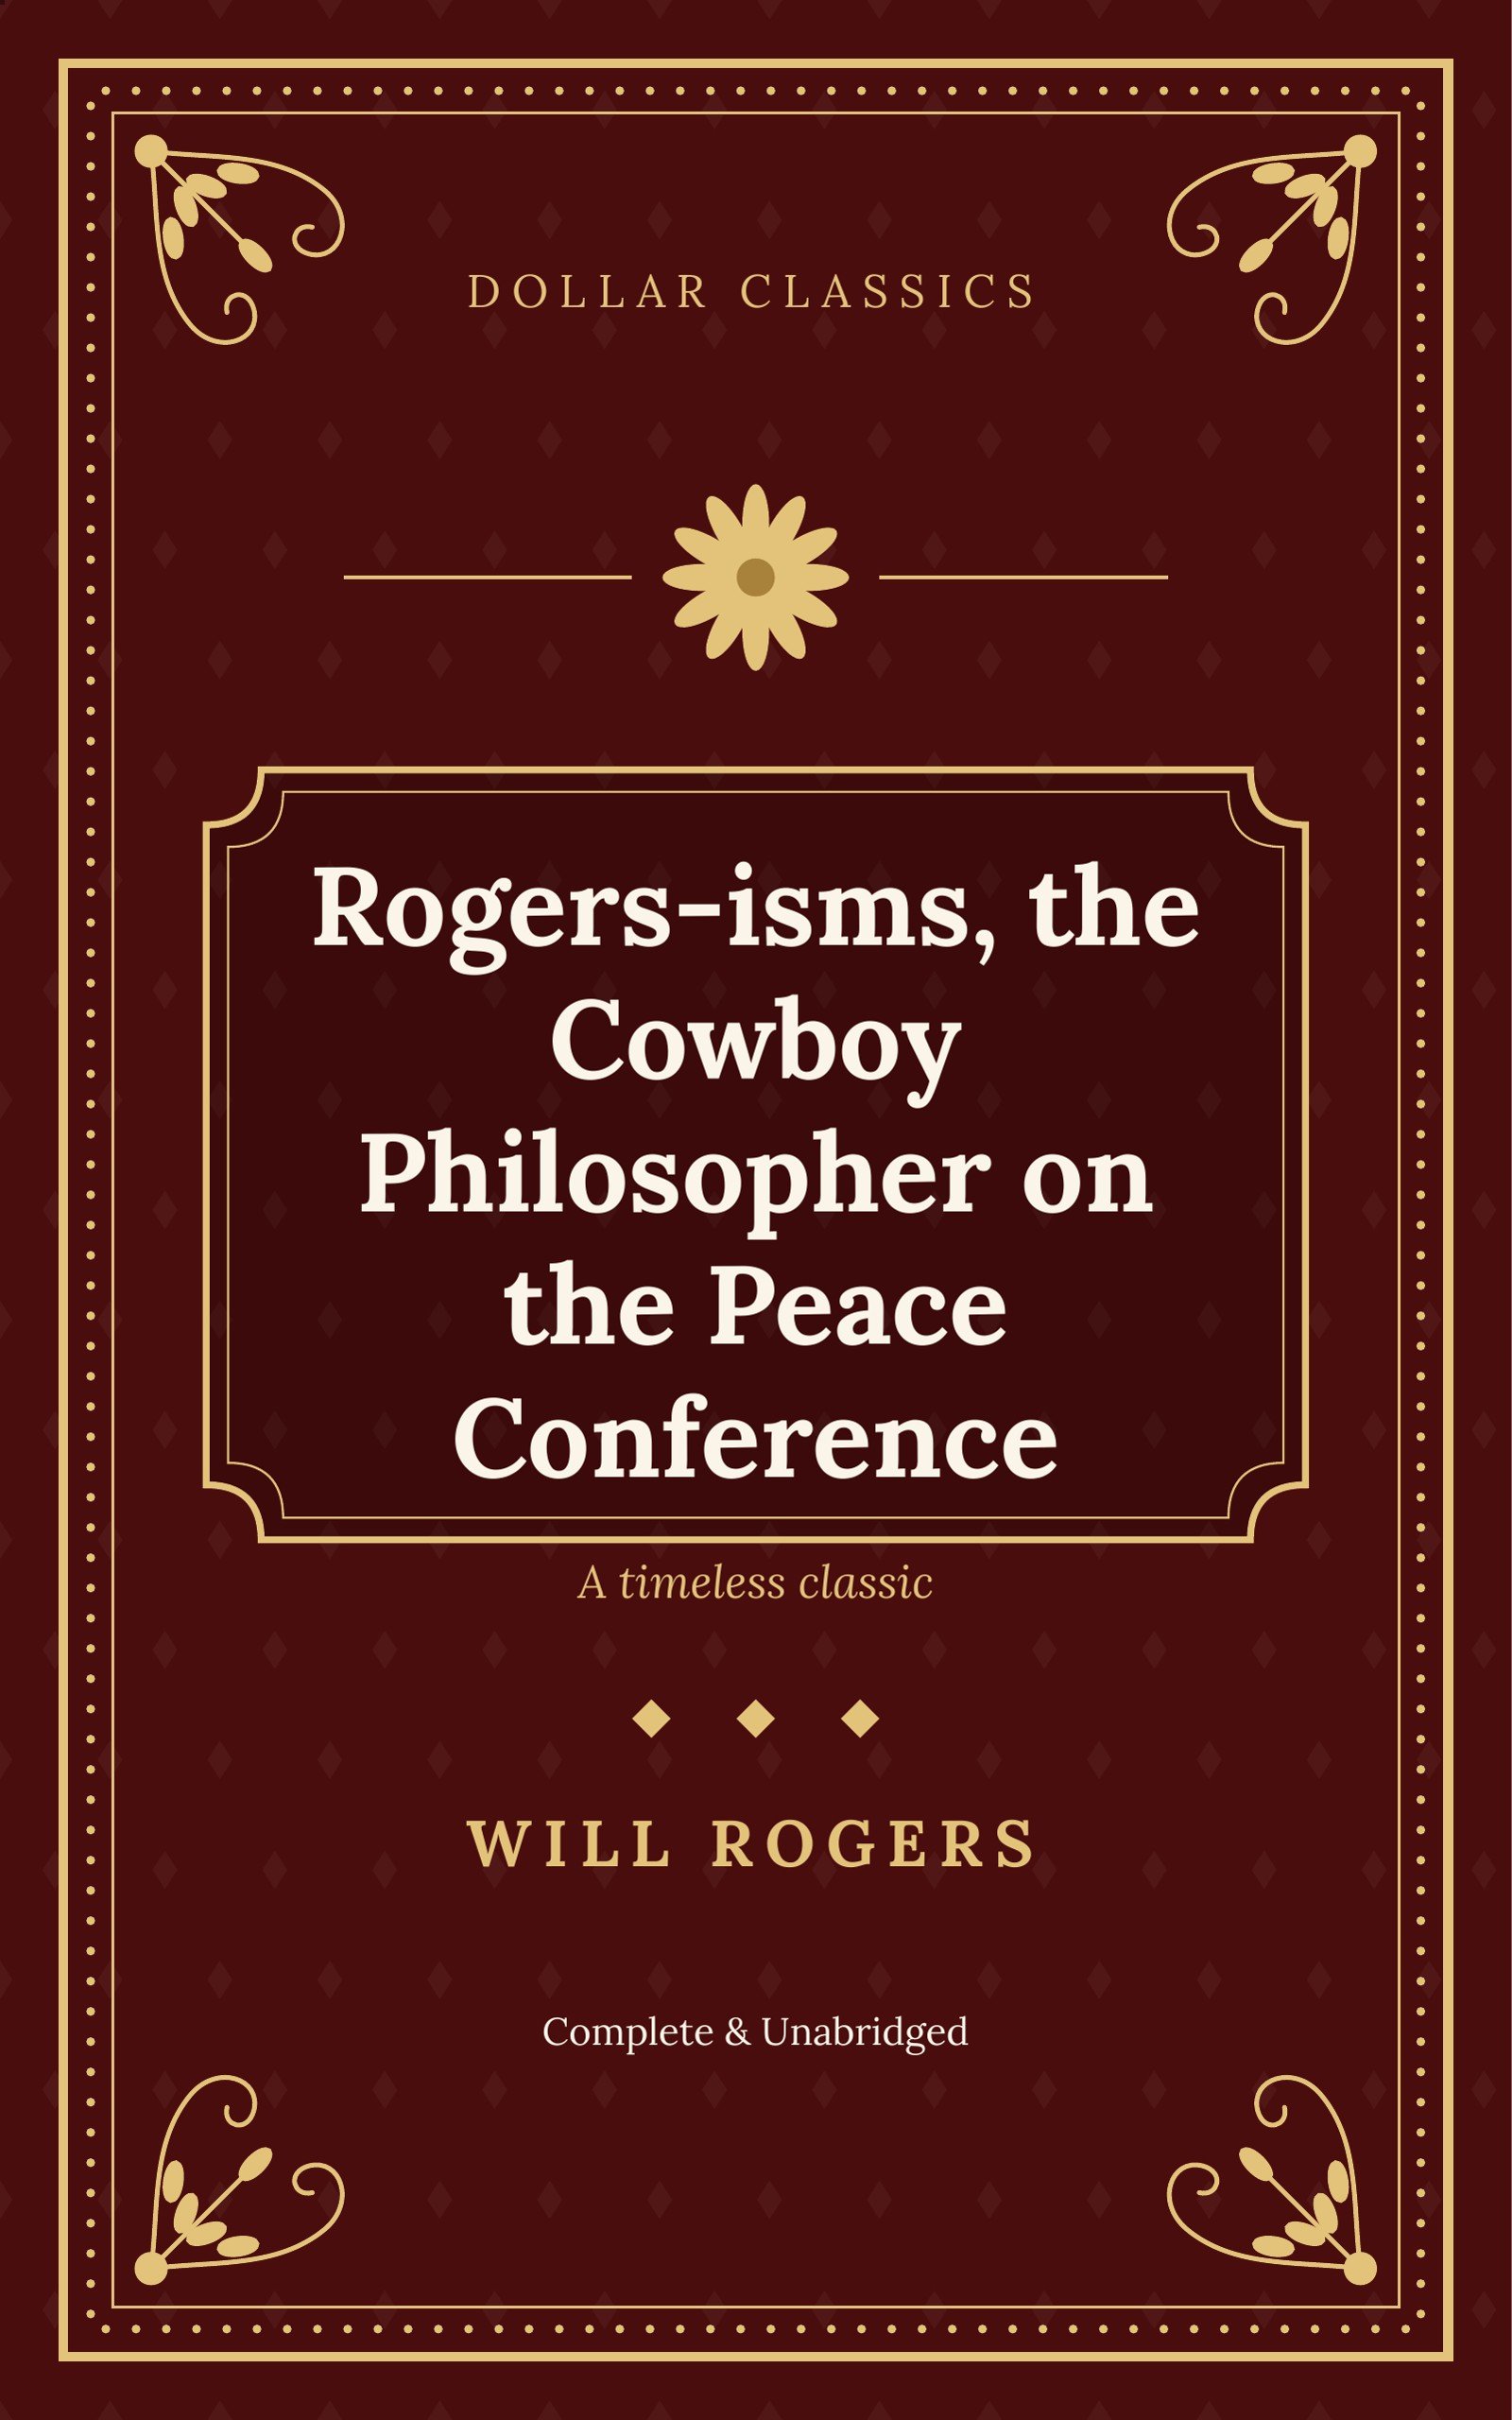 DOLLAR CLASSICS
Rogers-isms, the
Cowboy
Philosopher on
the Peace
Conference
A timeless classic
WILL ROGERS
Complete & Unabridged